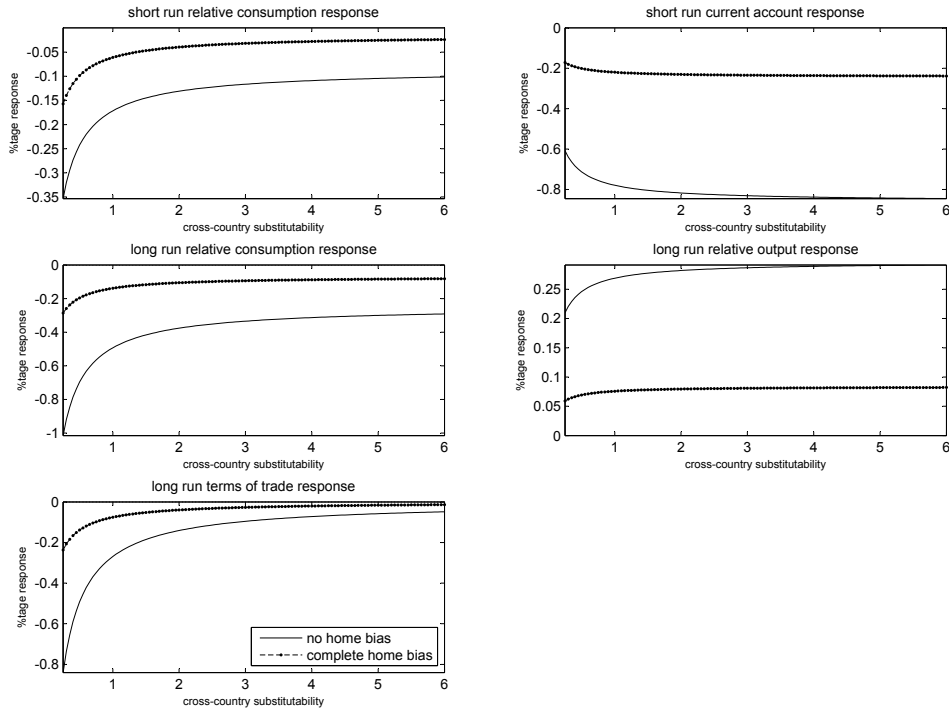 short run relative consumption response
-0.05
-0.1
-0.15
-0.2
-0.25
-0.3
-0.35
%tage response
1 2 3 4 5 6
cross-country substitutability
short run current account response
0
-0.2
-0.4
-0.6
-0.8
%tage response
1 2 3 4 5 6
cross-country substitutability
long run relative consumption response
0
-0.2
-0.4
-0.6
-0.8
-1
%tage response
1 2 3 4 5 6
cross-country substitutability
long run relative output response
0.25
0.2
0.15
0.1
0.05
0
%tage response
1 2 3 4 5 6
cross-country substitutability
long run terms of trade response
0
-0.2
-0.4
-0.6
-0.8
%tage response
no home bias
complete home bias
1 2 3 4 5 6
cross-country substitutability